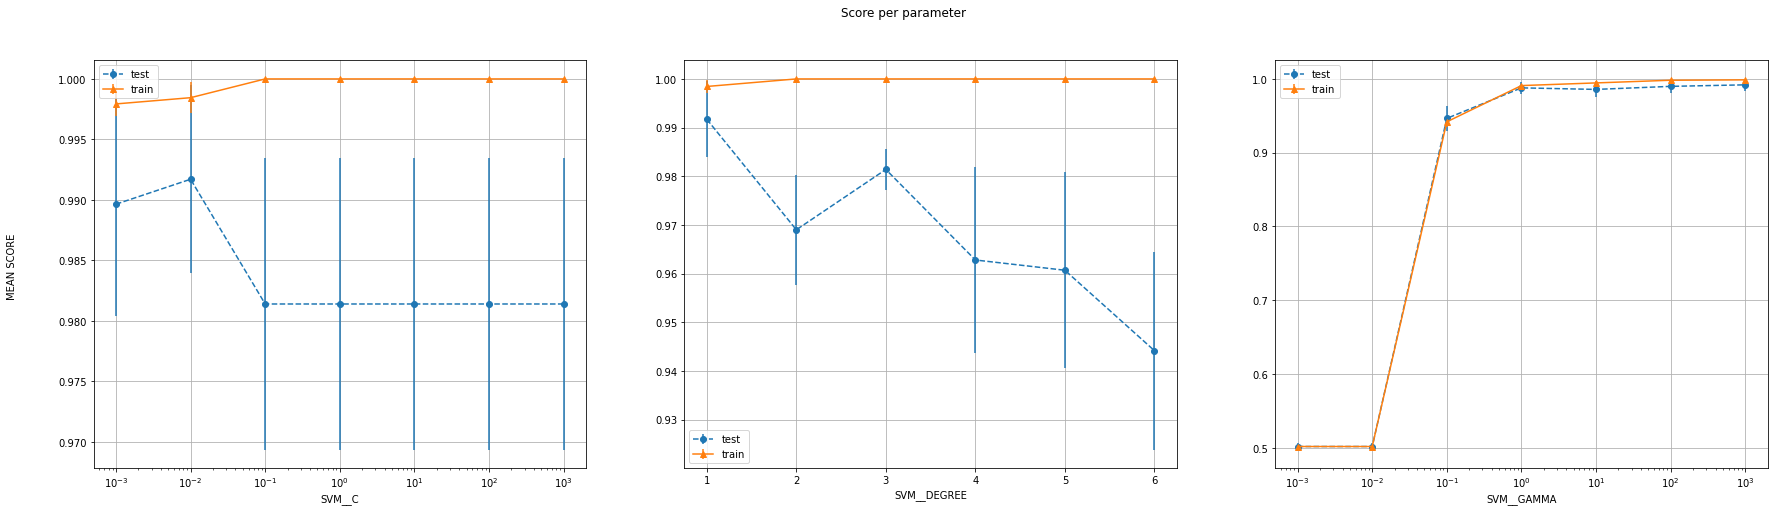 Score per parameter
MEAN SCORE
test
train
1.000
0.995
0.990
0.985
0.980
0.975
0.970
10⁻³ 10⁻² 10⁻¹ 10⁰ 10¹ 10² 10³
SVM__C
1.00
0.99
0.98
0.97
0.96
0.95
0.94
0.93
test
train
1 2 3 4 5 6
SVM__DEGREE
test
train
1.0
0.9
0.8
0.7
0.6
0.5
10⁻³ 10⁻² 10⁻¹ 10⁰ 10¹ 10² 10³
SVM__GAMMA